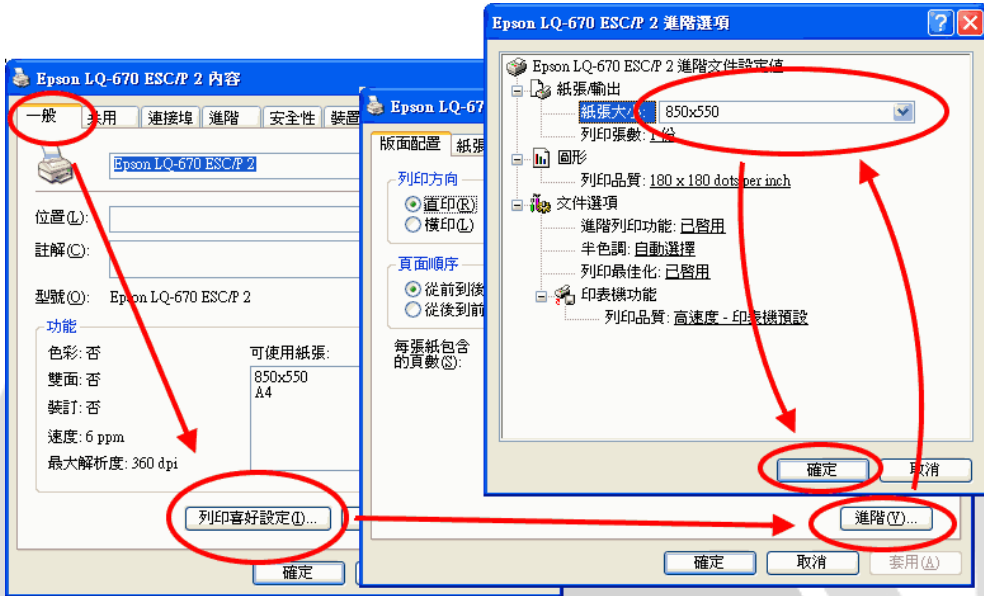 Epson LQ-670 ESC/P 2 內容
一般
共用
連接埠
進階
安全性
裝置
Epson LQ-670 ESC/P 2
位置(L):
註解(C):
型號(O): Epson LQ-670 ESC/P 2
功能
色彩: 否
雙面: 否
裝訂: 否
速度: 6 ppm
最大解析度: 360 dpi
可使用紙張:
850x550
A4
列印喜好設定(I)...
確定
Epson LQ-67
版面配置
紙張
列印方向
直印(R)
橫印(L)
頁面順序
從前到後
從後到前
每張紙包含
的頁數(S):
進階(V)...
確定
取消
套用(A)
Epson LQ-670 ESC/P 2 進階選項
Epson LQ-670 ESC/P 2 進階文件設定值
紙張/輸出
紙張大小: 850x550
列印張數: 1 份
圖形
列印品質: 180 x 180 dots per inch
文件選項
進階列印功能: 已啓用
半色調: 自動選擇
列印最佳化: 已啓用
印表機功能
列印品質: 高速度 - 印表機預設
確定
取消